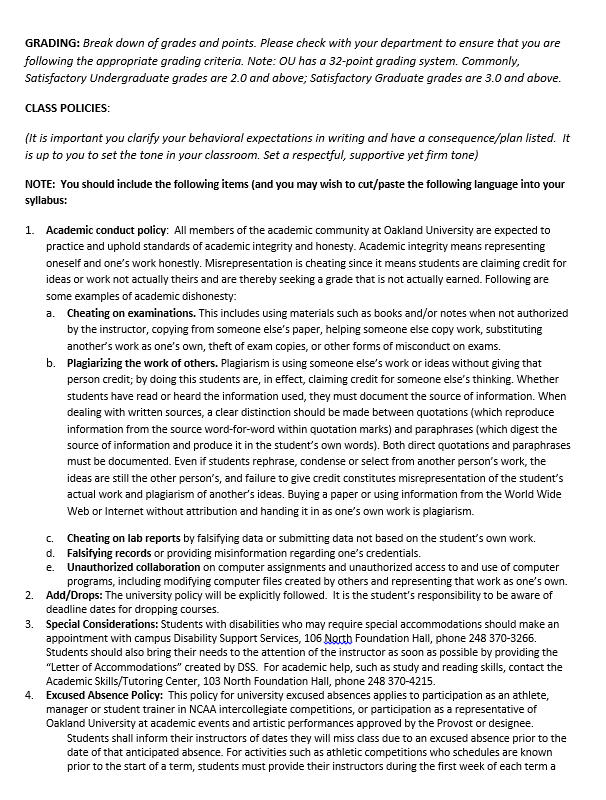 GRADING: Break down of grades and points. Please check with your department to ensure that you are
following the appropriate grading criteria. Note: OU has a 32-point grading system. Commonly,
Satisfactory Undergraduate grades are 2.0 and above; Satisfactory Graduate grades are 3.0 and above.
CLASS POLICIES:
(It is important you clarify your behavioral expectations in writing and have a consequence/plan listed.  It
is up to you to set the tone in your classroom. Set a respectful, supportive yet firm tone)
NOTE:  You should include the following items (and you may wish to cut/paste the following language into your
syllabus:
1. Academic conduct policy:  All members of the academic community at Oakland University are expected to
practice and uphold standards of academic integrity and honesty. Academic integrity means representing
oneself and one's work honestly. Misrepresentation is cheating since it means students are claiming credit for
ideas or work not actually theirs and are thereby seeking a grade that is not actually earned. Following are
some examples of academic dishonesty:
a. Cheating on examinations. This includes using materials such as books and/or notes when not authorized
by the instructor, copying from someone else's paper, helping someone else copy work, substituting
another's work as one's own, theft of exam copies, or other forms of misconduct on exams.
b. Plagiarizing the work of others. Plagiarism is using someone else's work or ideas without giving that
person credit; by doing this students are, in effect, claiming credit for someone else's thinking. Whether
students have read or heard the information used, they must document the source of information. When
dealing with written sources, a clear distinction should be made between quotations (which reproduce
information from the source word-for-word within quotation marks) and paraphrases (which digest the
source of information and produce it in the student's own words). Both direct quotations and paraphrases
must be documented. Even if students rephrase, condense or select from another person's work, the
ideas are still the other person's, and failure to give credit constitutes misrepresentation of the student's
actual work and plagiarism of another's ideas. Buying a paper or using information from the World Wide
Web or Internet without attribution and handing it in as one's own work is plagiarism.
c. Cheating on lab reports by falsifying data or submitting data not based on the student's own work.
d. Falsifying records or providing misinformation regarding one's credentials.
e. Unauthorized collaboration on computer assignments and unauthorized access to and use of computer
programs, including modifying computer files created by others and representing that work as one's own.
2. Add/Drops: The university policy will be explicitly followed.  It is the student's responsibility to be aware of
deadline dates for dropping courses.
3. Special Considerations: Students with disabilities who may require special accommodations should make an
appointment with campus Disability Support Services, 106 North Foundation Hall, phone 248 370-3266.
Students should also bring their needs to the attention of the instructor as soon as possible by providing the
"Letter of Accommodations" created by DSS.  For academic help, such as study and reading skills, contact the
Academic Skills/Tutoring Center, 103 North Foundation Hall, phone 248 370-4215.
4. Excused Absence Policy:  This policy for university excused absences applies to participation as an athlete,
manager or student trainer in NCAA intercollegiate competitions, or participation as a representative of
Oakland University at academic events and artistic performances approved by the Provost or designee.
Students shall inform their instructors of dates they will miss class due to an excused absence prior to the
date of that anticipated absence. For activities such as athletic competitions who schedules are known
prior to the start of a term, students must provide their instructors during the first week of each term a